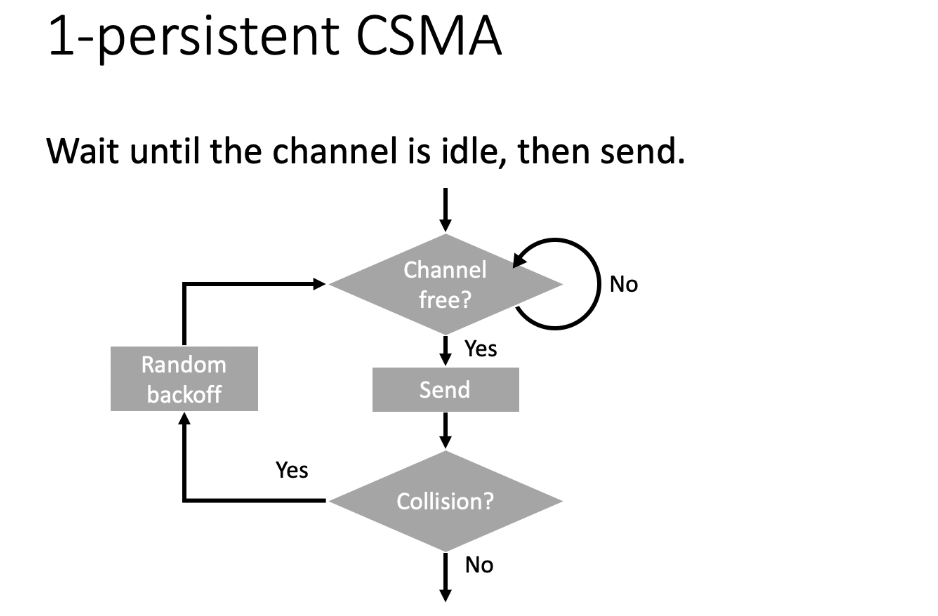 1-persistent CSMA
Wait until the channel is idle, then send.
Channel
free?
No
Yes
Random
backoff
Send
Yes
Collision?
No